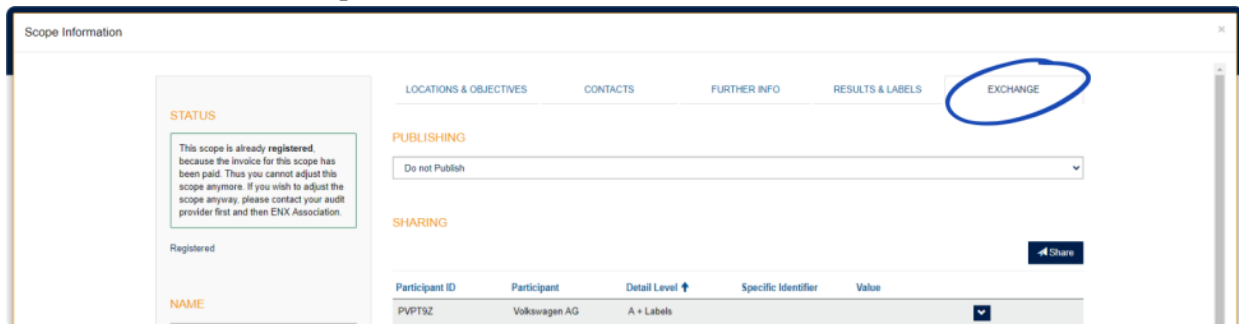 Scope Information
×
LOCATIONS & OBJECTIVES CONTACTS FURTHER INFO RESULTS & LABELS EXCHANGE
STATUS
This scope is already registered,
because the invoice for this scope has
been paid. Thus you cannot adjust this
scope anymore. If you wish to adjust the
scope anyway, please contact your audit
provider first and then ENX Association.
Registered
NAME
PUBLISHING
Do not Publish
SHARING
Share
Participant ID Participant Detail Level Specific Identifier Value
PVPT9Z Volkswagen AG A + Labels